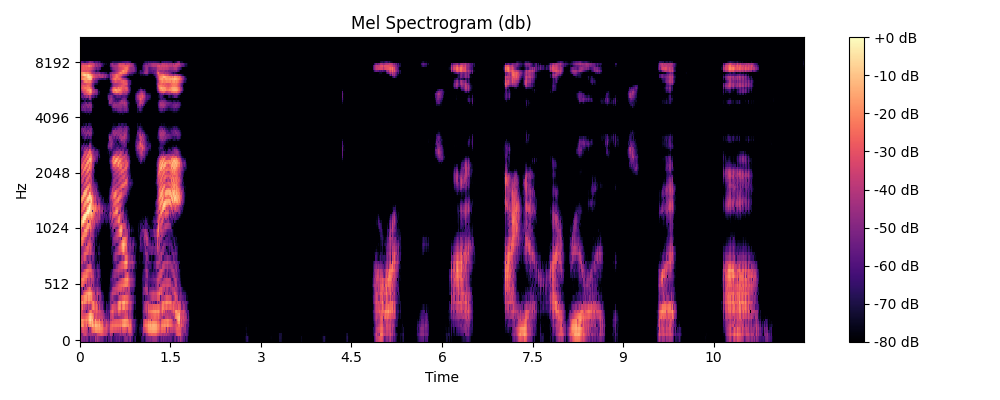 Mel Spectrogram (db)
8192
4096
2048
1024
512
0
Hz
0 1.5 3 4.5 6 7.5 9 10
Time
+0 dB
-10 dB
-20 dB
-30 dB
-40 dB
-50 dB
-60 dB
-70 dB
-80 dB